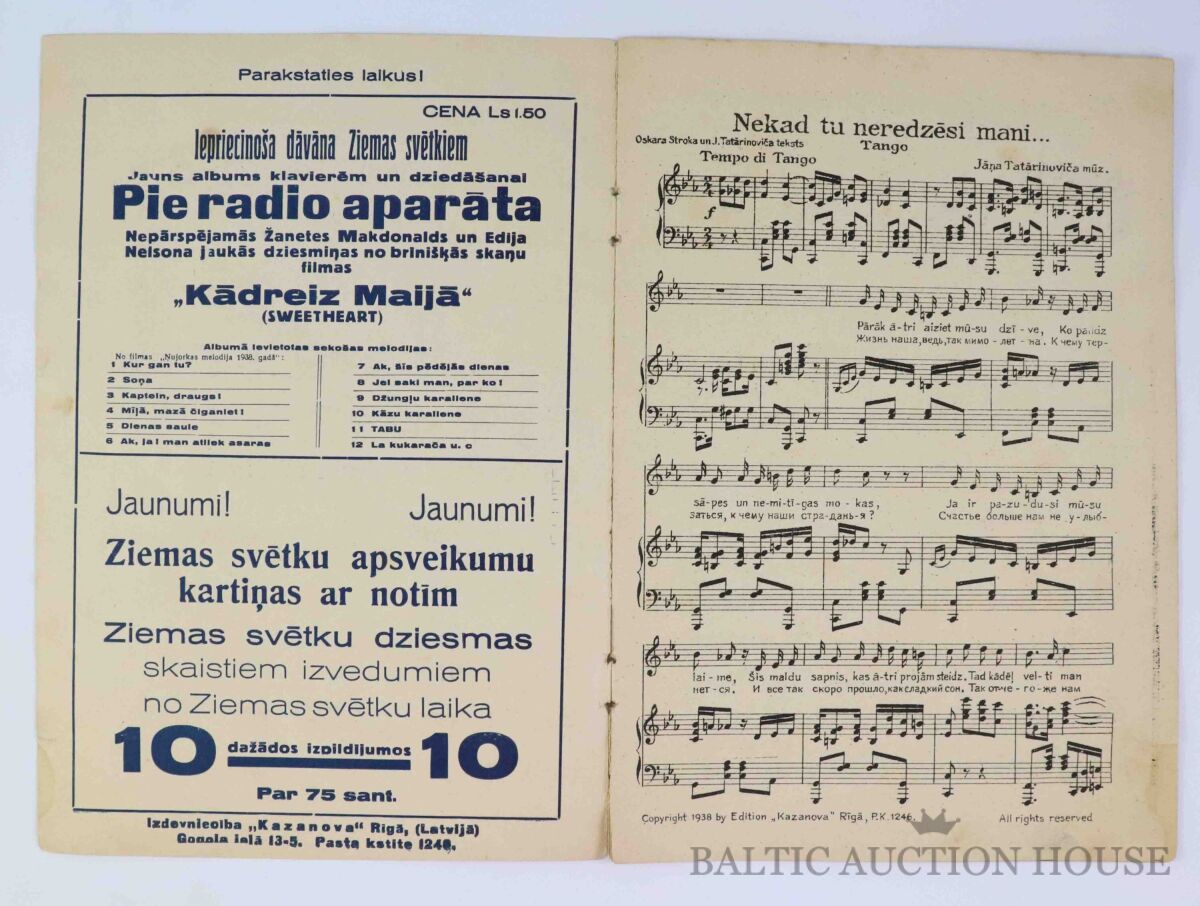 Parakstaties laikus!
CENA Ls 1.50
Iepriecinoša dāvāna Ziemas svētkiem
Jauns albums klavierēm un dziedāšanai
Pie radio aparāta
Nepārspējamās Žanetes Makdonalds un Edija
Nelsona jaukās dziesmiņas no brīnišķās skaņu
filmas
„Kādreiz Maijā"
(SWEETHEART)
Albumā ievietotas sekošas melodijas:
No filmas „Ņujorkas melodija 1938. gadā":
1 Kur gan tu?
2 Soņa
3 Kaptein, draugs!
4 Mīļā, mazā čiganiet!
5 Dienas saule
6 Ak, ja! man atliek asaras
7 Ak, šīs pēdējās dienas
8 Jel saki man, par ko!
9 Džungļu karaliene
10 Kāzu karaliene
11 TABU
12 La kukarača u. c
Jaunumi! Jaunumi!
Ziemas svētku apsveikumu
kartiņas ar notīm
Ziemas svētku dziesmas
skaistiem izvedumiem
no Ziemas svētku laika
10 dažādos izpildijumos 10
Par 75 sant.
Izdevniecība „Kazanova" Rīgā, (Latvijā)
Gogoļa ielā 13-5. Pasta kstīte 1246.
Nekad tu neredzēsi mani...
Oskara Stroka un J. Tatārinoviča teksts
Tango
Tempo di Tango
Jāņa Tatārinoviča mūz.
f
Pārāk ā-tri aiziet mū-su dzī-ve, Ko
Жизнь наша, ведь, так мимо-лет-на. К чему тер-
sā-pes un ne-mi-tī-gas mo-kas, Ja ir pa-zu-du-si mū-su
заться, к чему наши стра-дань-я? Счастье больше нам не у-лыб-
lai-me, Šis maldu sapnis, kas ā-tri projām steidz. Tad kādēļ vel-ti man
нет-ся. И все так скоро прошло, как сладкий сон. Так от-че-го-же нам
Copyright 1938 by Edition „Kazanova" Rīgā, P.K. 1246. All rights reserved
BALTIC AUCTION HOUSE